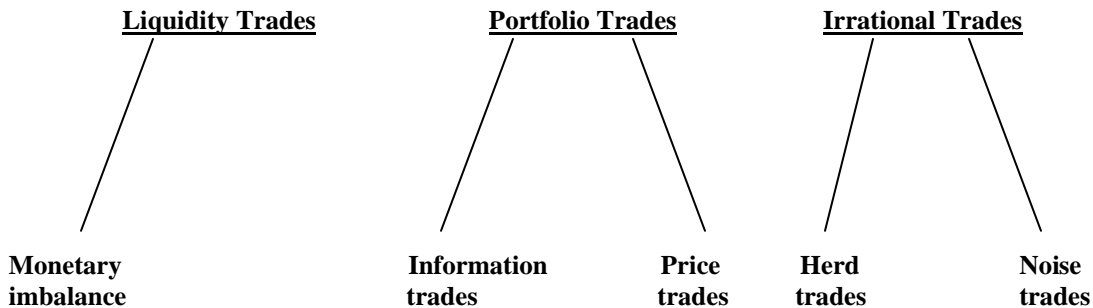 Liquidity Trades Portfolio Trades Irrational Trades
Monetary Information Price Herd Noise
imbalance trades trades trades trades